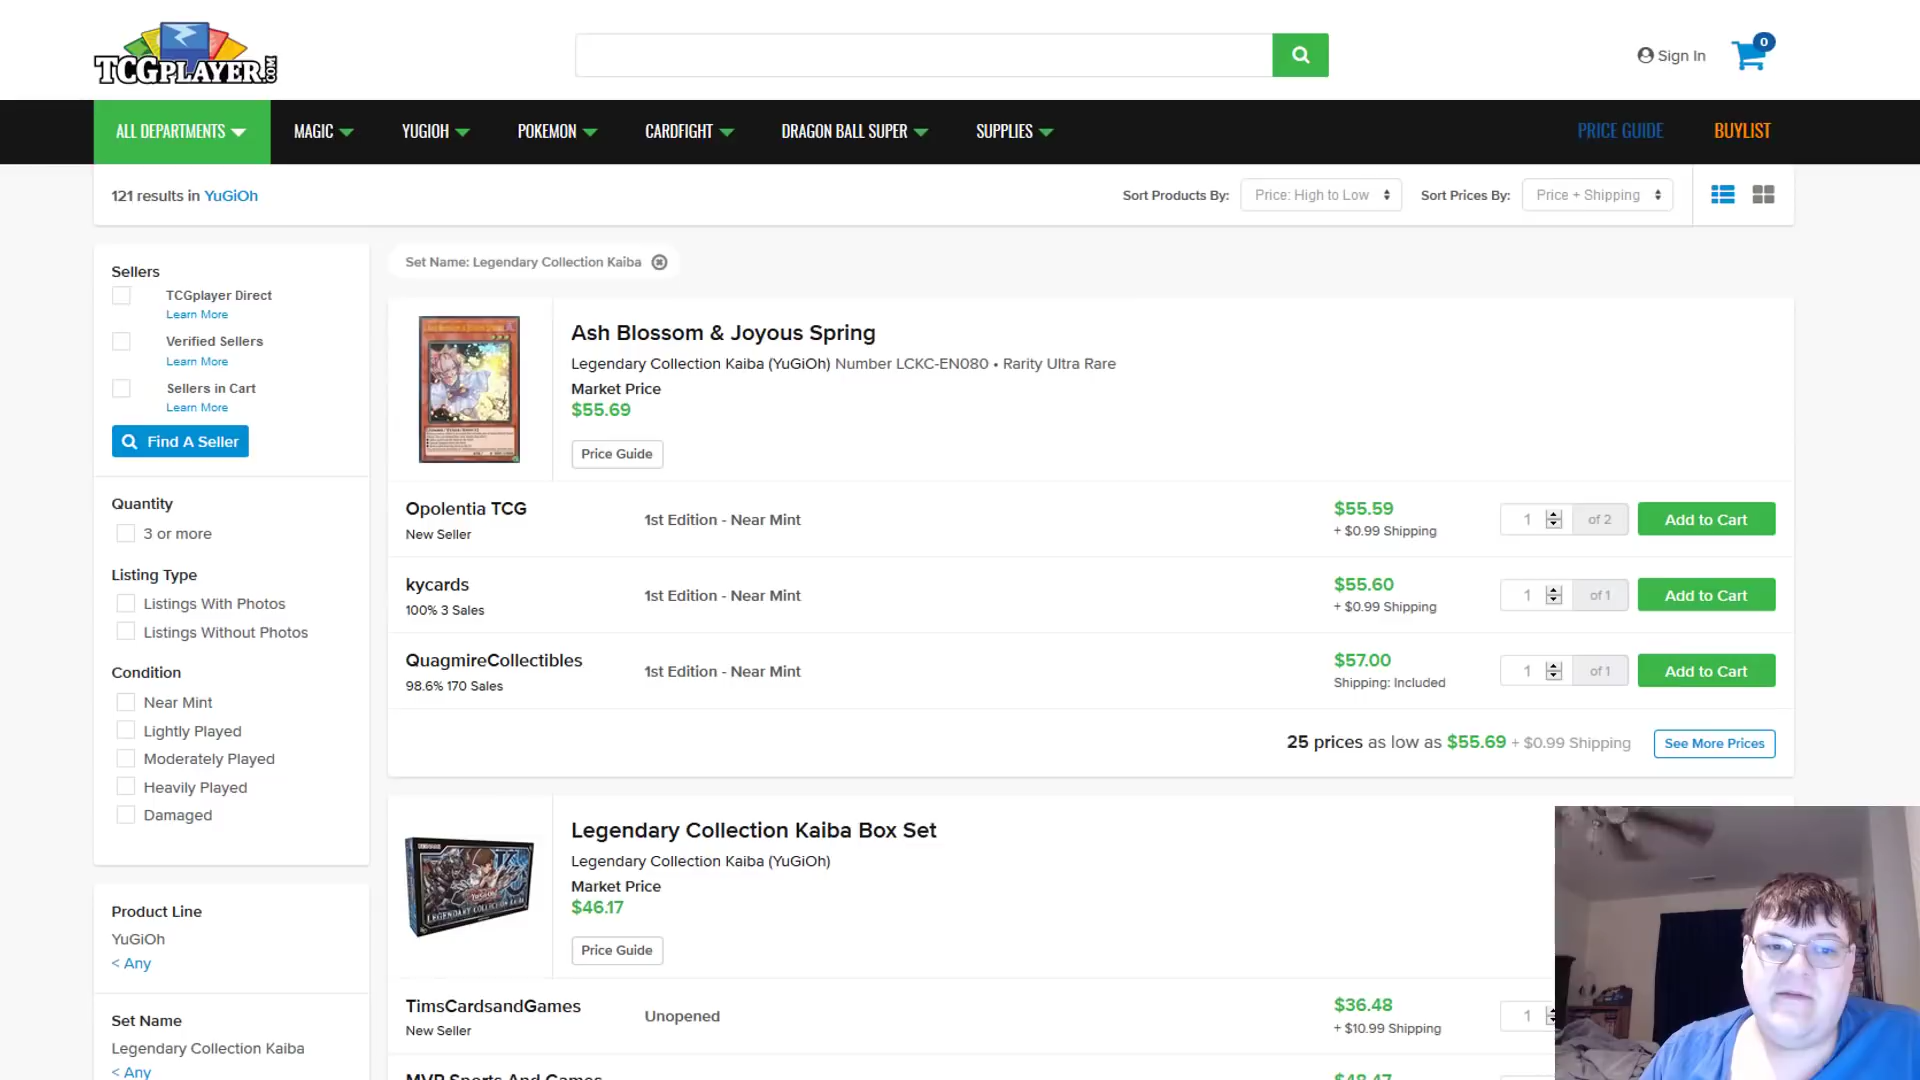 TCGPLAYER.COM
Sign In
0
ALL DEPARTMENTS
MAGIC
YUGIOH
POKEMON
CARDFIGHT
DRAGON BALL SUPER
SUPPLIES
PRICE GUIDE
BUYLIST
121 results in YuGiOh
Sort Products By:
Price: High to Low
Sort Prices By:
Price + Shipping
Sellers
TCGplayer Direct
Learn More
Verified Sellers
Learn More
Sellers in Cart
Learn More
Find A Seller
Quantity
3 or more
Listing Type
Listings With Photos
Listings Without Photos
Condition
Near Mint
Lightly Played
Moderately Played
Heavily Played
Damaged
Product Line
YuGiOh
< Any
Set Name
Legendary Collection Kaiba
< Any
Set Name: Legendary Collection Kaiba
Ash Blossom & Joyous Spring
Legendary Collection Kaiba (YuGiOh) Number LCKC-EN080 • Rarity Ultra Rare
Market Price
$55.69
Price Guide
Opolentia TCG
New Seller
1st Edition - Near Mint
$55.59
+ $0.99 Shipping
1
of 2
Add to Cart
kycards
100% 3 Sales
1st Edition - Near Mint
$55.60
+ $0.99 Shipping
1
of 1
Add to Cart
QuagmireCollectibles
98.6% 170 Sales
1st Edition - Near Mint
$57.00
Shipping: Included
1
of 1
Add to Cart
25 prices as low as $55.69 + $0.99 Shipping
See More Prices
LEGENDARY COLLECTION Kaiba
Legendary Collection Kaiba Box Set
Legendary Collection Kaiba (YuGiOh)
Market Price
$46.17
Price Guide
TimsCardsandGames
New Seller
Unopened
$36.48
+ $10.99 Shipping
1
MVP Sports And Games
$48.47